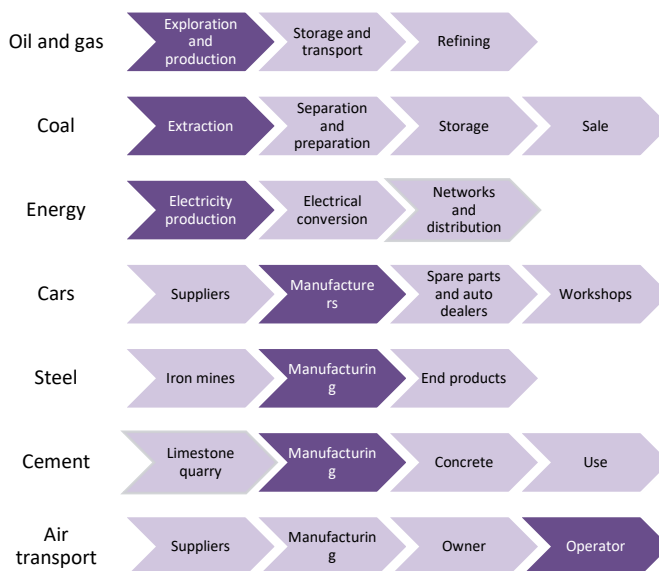 Oil and gas
Exploration
and
production
Storage and
transport
Refining
Coal
Extraction
Separation
and
preparation
Storage
Sale
Energy
Electricity
production
Electrical
conversion
Networks
and
distribution
Cars
Suppliers
Manufacture
rs
Spare parts
and auto
dealers
Workshops
Steel
Iron mines
Manufacturin
g
End products
Cement
Limestone
quarry
Manufacturin
g
Concrete
Use
Air
transport
Suppliers
Manufacturin
g
Owner
Operator